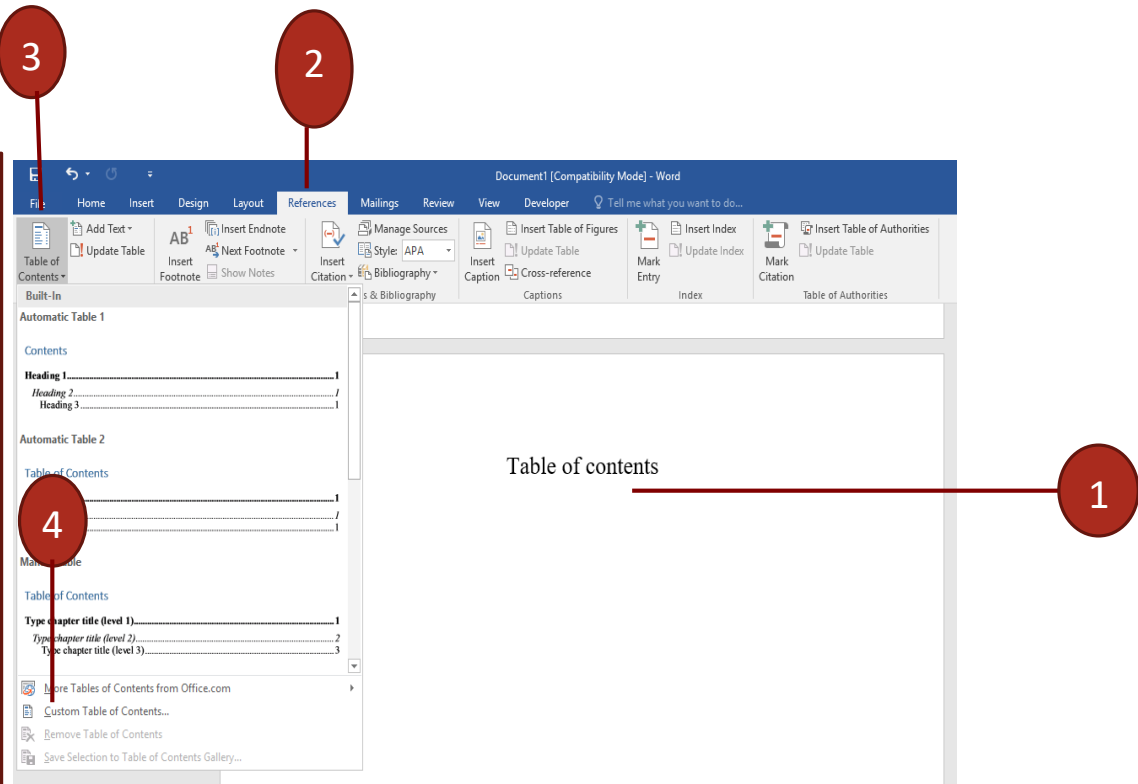 3
2
Document1 [Compatibility Mode] - Word
File Home Insert Design Layout References Mailings Review View Developer Tell me what you want to do...
Table of Contents
Add Text
Update Table
AB1
Insert Footnote
Insert Endnote
AB1 Next Footnote
Show Notes
Insert Citation
Manage Sources
Style: APA
Bibliography
s & Bibliography
Insert Caption
Insert Table of Figures
Update Table
Cross-reference
Captions
Mark Entry
Insert Index
Update Index
Index
Mark Citation
Insert Table of Authorities
Update Table
Table of Authorities
Built-In
Automatic Table 1
Contents
Heading 1 1
Heading 2 1
Heading 3 1
Automatic Table 2
Table of Contents
1
1
1
4
Table of Contents
Type chapter title (level 1) 1
Type chapter title (level 2) 2
Type chapter title (level 3) 3
More Tables of Contents from Office.com
Custom Table of Contents...
Remove Table of Contents
Save Selection to Table of Contents Gallery...
Table of contents
1